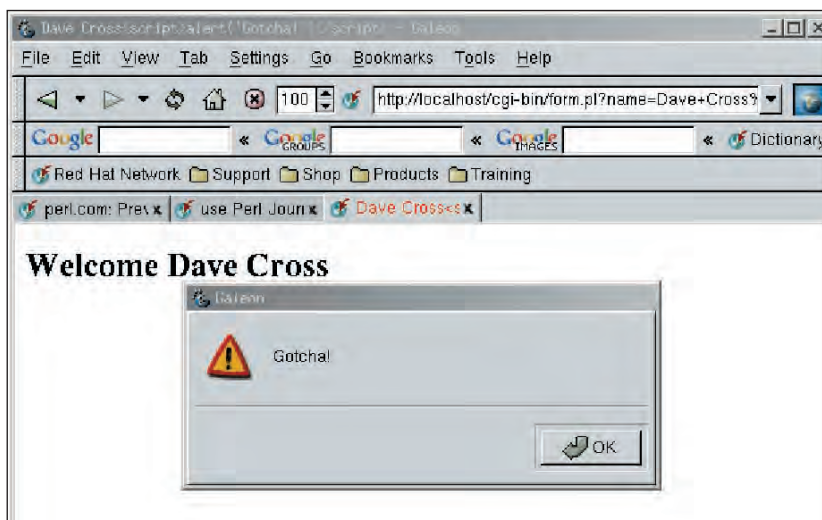 Dave Cross<script>alert('Gotcha!')</script> - Galeon
File Edit View Tab Settings Go Bookmarks Tools Help
100 http://localhost/cgi-bin/form.pl?name=Dave+Cross%
Google « Google GROUPS « Google IMAGES « Dictionary
Red Hat Network Support Shop Products Training
perl.com: Prev x use Perl Journ x Dave Cross<s x
Welcome Dave Cross
Galeon
Gotcha!
OK